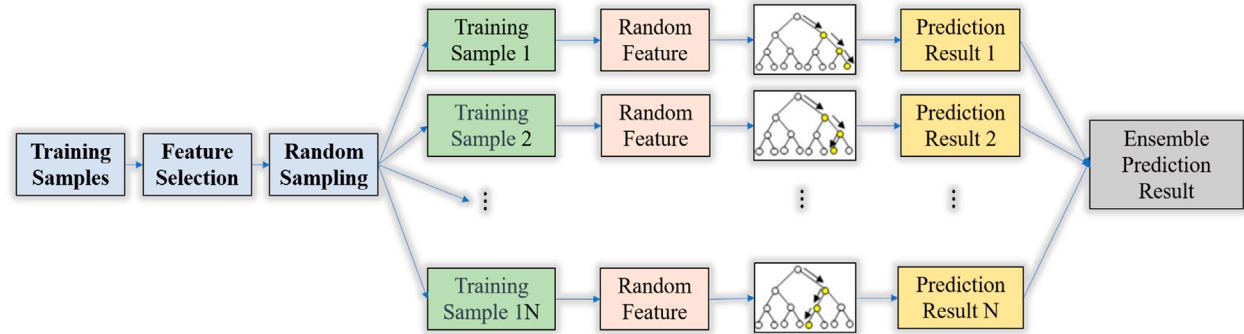 Training
Samples
Feature
Selection
Random
Sampling
Training
Sample 1
Random
Feature
Prediction
Result 1
Training
Sample 2
Random
Feature
Prediction
Result 2
Training
Sample 1N
Random
Feature
Prediction
Result N
Ensemble
Prediction
Result